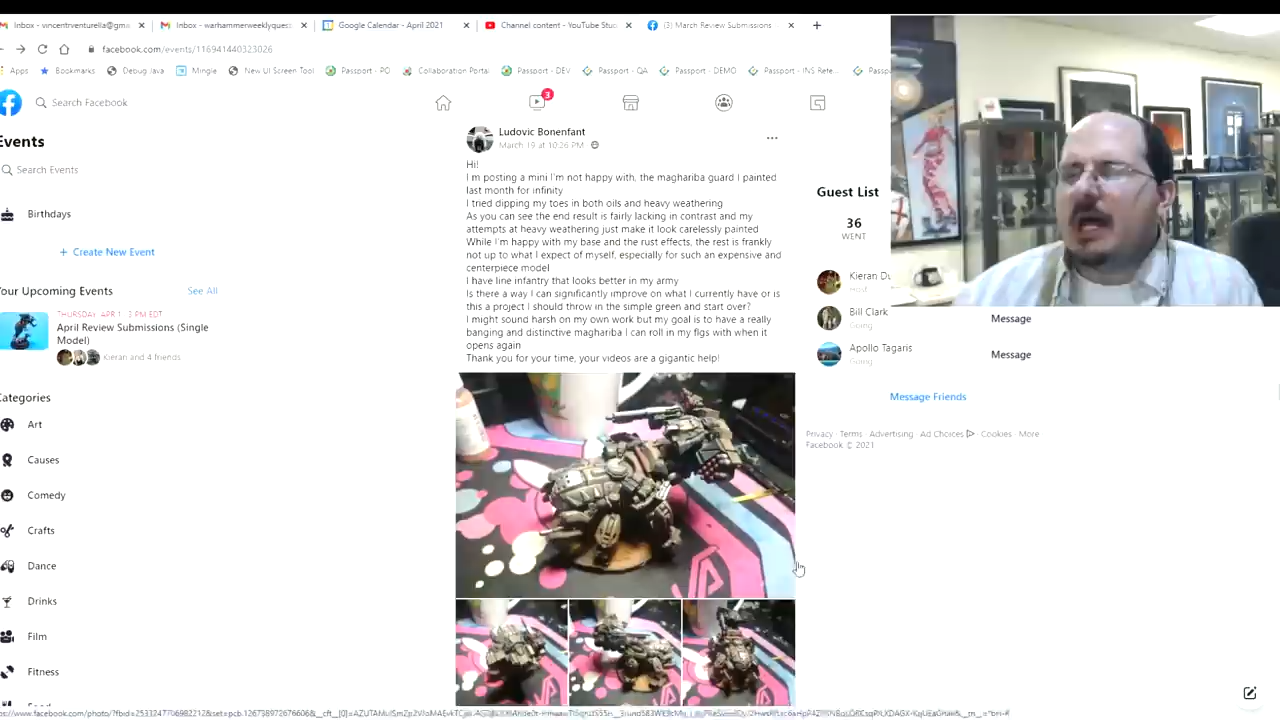 Inbox - vincentrventurella@gm
Inbox - warhammerweeklyques
Google Calendar - April 2021
Channel content - YouTube Stu
(3) March Review Submissions
facebook.com/events/116941440323026
Apps
Bookmarks
Debug Java
Mingle
New UI Screen Tool
Passport - PO
Collaboration Portal
Passport - DEV
Passport - QA
Passport - DEMO
Passport - INS Rele...
Passp
Search Facebook
3
Events
Search Events
Birthdays
+ Create New Event
Your Upcoming Events
See All
THURSDAY, APR 1
April Review Submissions (Single
Model)
Kieran and 4 friends
Categories
Art
Causes
Comedy
Crafts
Dance
Drinks
Film
Fitness
Ludovic Bonenfant
March 19 at 10:26 PM
Hi!
I m posting a mini I'm not happy with, the maghariba guard I painted
last month for infinity
I tried dipping my toes in both oils and heavy weathering
As you can see the end result is fairly lacking in contrast and my
attempts at heavy weathering just make it look carelessly painted
While I'm happy with my base and the rust effects, the rest is frankly
not up to what I expect of myself, especially for such an expensive and
centerpiece model
I have line infantry that looks better in my army
Is there a way I can significantly improve on what I currently have or is
this a project I should throw in the simple green and start over?
I might sound harsh on my own work but my goal is to have a really
banging and distinctive maghariba I can roll in my flgs with when it
opens again
Thank you for your time, your videos are a gigantic help!
Guest List
36
WENT
Kieran Du
Host
Bill Clark
Going
Message
Apollo Tagaris
Going
Message
Message Friends
Privacy · Terms · Advertising · Ad Choices · Cookies · More
Facebook © 2021